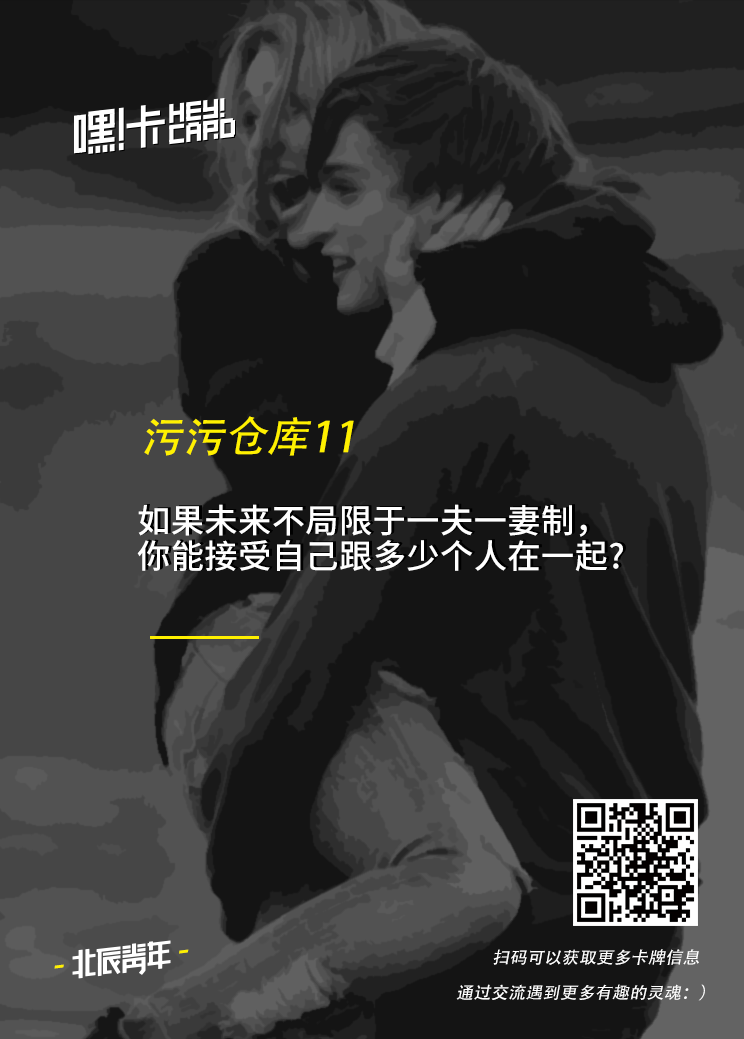 嘿!卡 HEY! CARD
污污仓库11
如果未来不局限于一夫一妻制，
你能接受自己跟多少个人在一起？
- 北辰青年 -
扫码可以获取更多卡牌信息
通过交流遇到更多有趣的灵魂：）